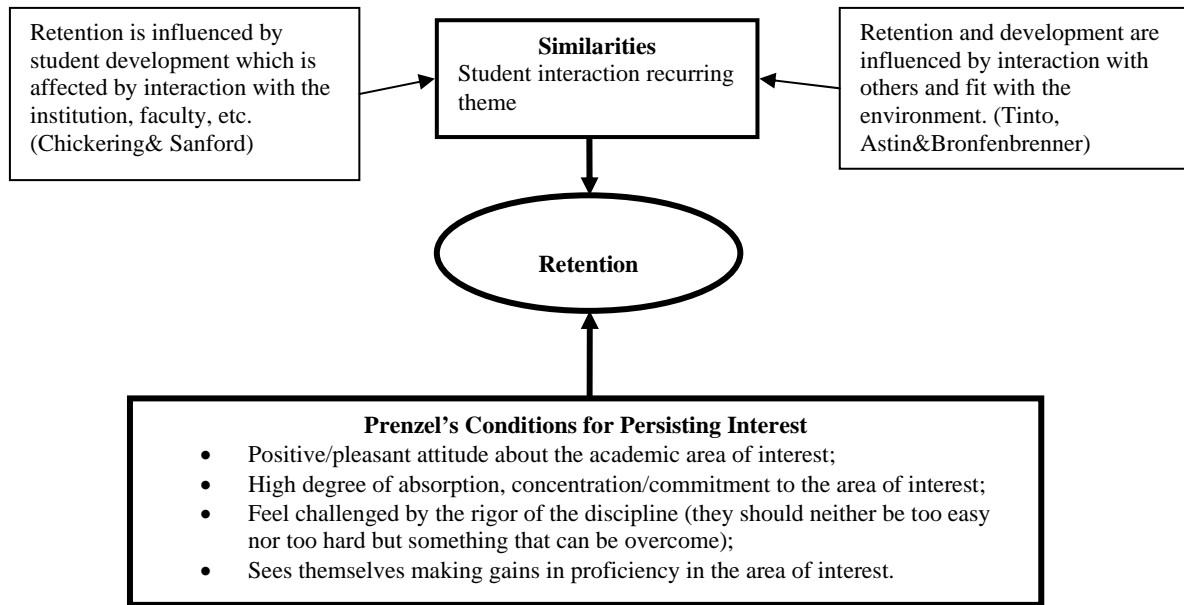 Retention is influenced by
student development which is
affected by interaction with the
institution, faculty, etc.
(Chickering& Sanford)
Similarities
Student interaction recurring
theme
Retention and development are
influenced by interaction with
others and fit with the
environment. (Tinto,
Astin&Bronfenbrenner)
Retention
Prenzel’s Conditions for Persisting Interest
• Positive/pleasant attitude about the academic area of interest;
• High degree of absorption, concentration/commitment to the area of interest;
• Feel challenged by the rigor of the discipline (they should neither be too easy
nor too hard but something that can be overcome);
• Sees themselves making gains in proficiency in the area of interest.